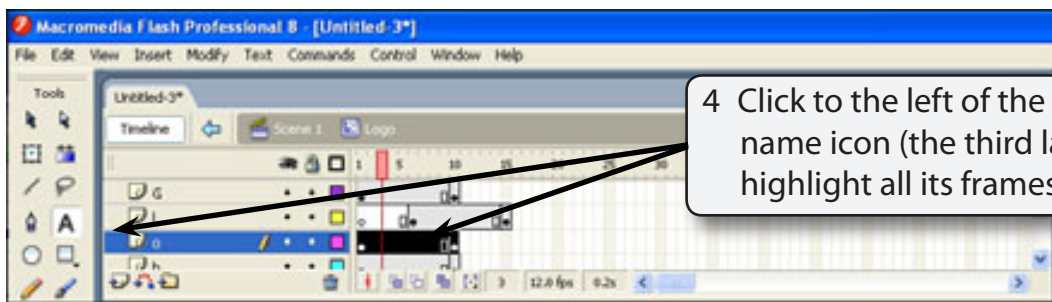 Macromedia Flash Professional 8 - [Untitled-3*]
File Edit View Insert Modify Text Commands Control Window Help
Tools
Untitled-3*
Timeline Scene 1 Logo
1 5 10 15 20 25 30
G
l
o
b
A
3 12.0 fps 0.2s
4 Click to the left of the
name icon (the third la
highlight all its frames